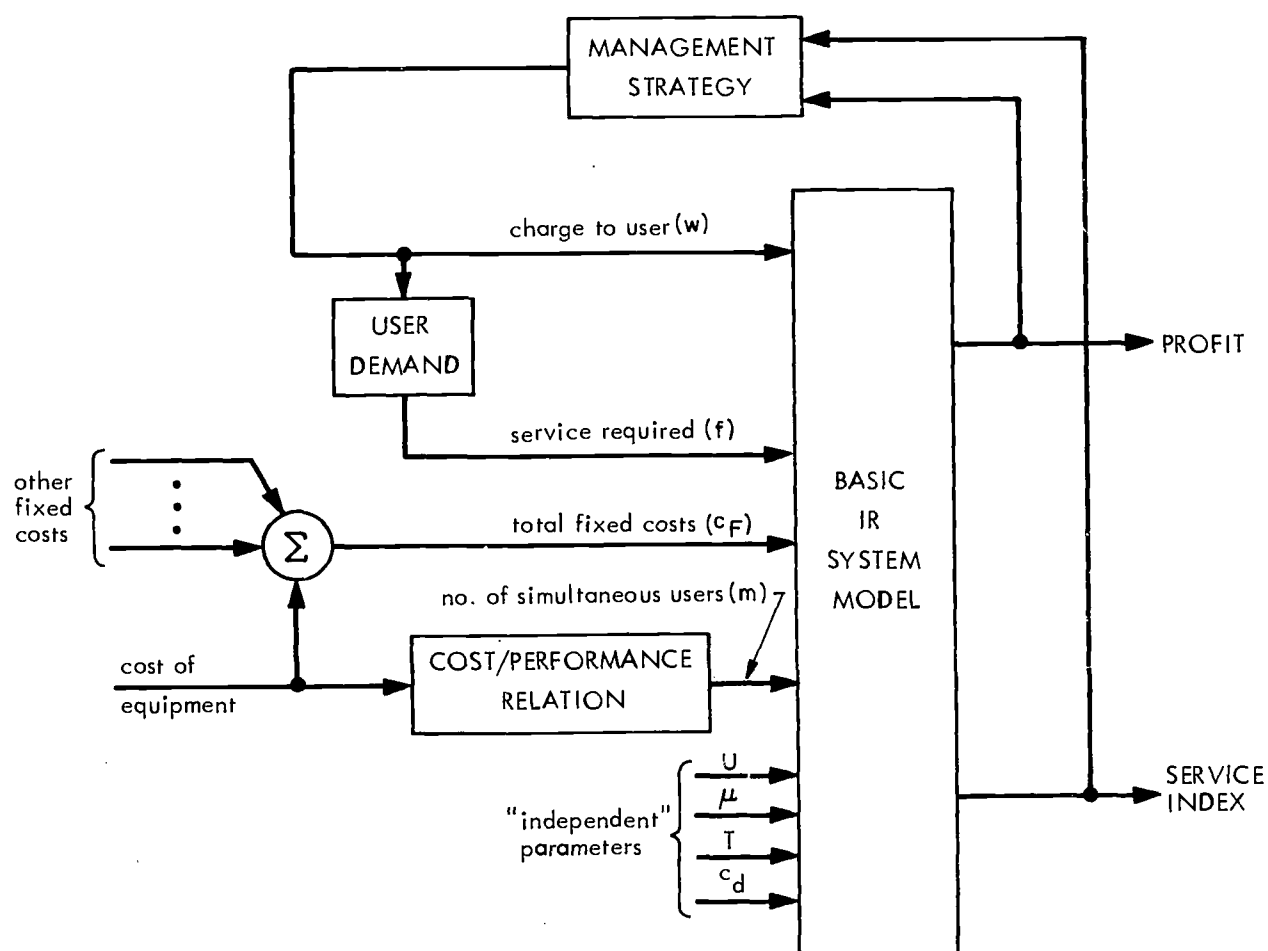 MANAGEMENT
STRATEGY
charge to user (w)
USER
DEMAND
PROFIT
service required (f)
other
fixed
costs
Σ
total fixed costs (cF)
BASIC
IR
SYSTEM
MODEL
no. of simultaneous users (m)
cost of
equipment
COST/PERFORMANCE
RELATION
"independent"
parameters
U
μ
T
cd
SERVICE
INDEX